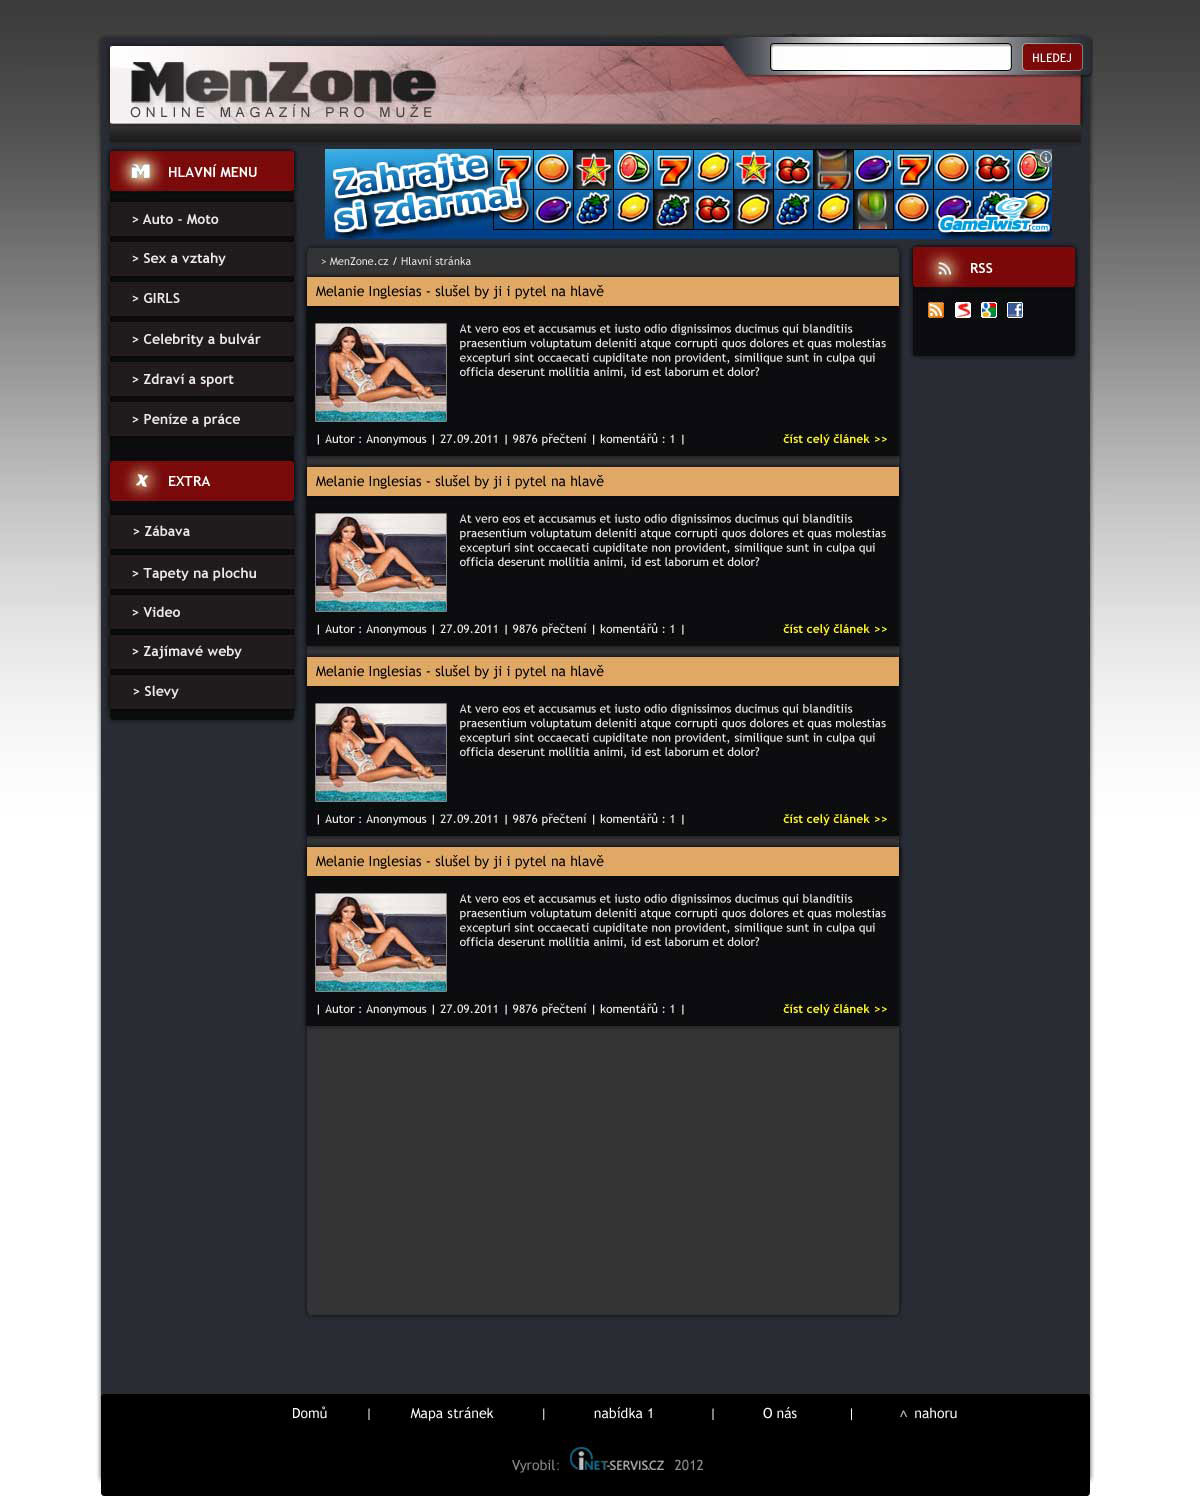 MenZone
ONLINE MAGAZÍN PRO MUŽE
HLEDEJ
HLAVNÍ MENU
> Auto - Moto
> Sex a vztahy
> GIRLS
> Celebrity a bulvár
> Zdraví a sport
> Peníze a práce
EXTRA
> Zábava
> Tapety na plochu
> Video
> Zajímavé weby
> Slevy
Zahrajte
si zdarma!
GameTwist.com
> MenZone.cz / Hlavní stránka
Melanie Inglesias - slušel by ji i pytel na hlavě
At vero eos et accusamus et iusto odio dignissimos ducimus qui blanditiis
praesentium voluptatum deleniti atque corrupti quos dolores et quas molestias
excepturi sint occaecati cupiditate non provident, similique sunt in culpa qui
officia deserunt mollitia animi, id est laborum et dolor?
| Autor : Anonymous | 27.09.2011 | 9876 přečtení | komentářů : 1 |
číst celý článek >>
Melanie Inglesias - slušel by ji i pytel na hlavě
At vero eos et accusamus et iusto odio dignissimos ducimus qui blanditiis
praesentium voluptatum deleniti atque corrupti quos dolores et quas molestias
excepturi sint occaecati cupiditate non provident, similique sunt in culpa qui
officia deserunt mollitia animi, id est laborum et dolor?
| Autor : Anonymous | 27.09.2011 | 9876 přečtení | komentářů : 1 |
číst celý článek >>
Melanie Inglesias - slušel by ji i pytel na hlavě
At vero eos et accusamus et iusto odio dignissimos ducimus qui blanditiis
praesentium voluptatum deleniti atque corrupti quos dolores et quas molestias
excepturi sint occaecati cupiditate non provident, similique sunt in culpa qui
officia deserunt mollitia animi, id est laborum et dolor?
| Autor : Anonymous | 27.09.2011 | 9876 přečtení | komentářů : 1 |
číst celý článek >>
Melanie Inglesias - slušel by ji i pytel na hlavě
At vero eos et accusamus et iusto odio dignissimos ducimus qui blanditiis
praesentium voluptatum deleniti atque corrupti quos dolores et quas molestias
excepturi sint occaecati cupiditate non provident, similique sunt in culpa qui
officia deserunt mollitia animi, id est laborum et dolor?
| Autor : Anonymous | 27.09.2011 | 9876 přečtení | komentářů : 1 |
číst celý článek >>
RSS
Domů | Mapa stránek | nabídka 1 | O nás | ^ nahoru
Vyrobil: iNET-SERVIS.CZ 2012